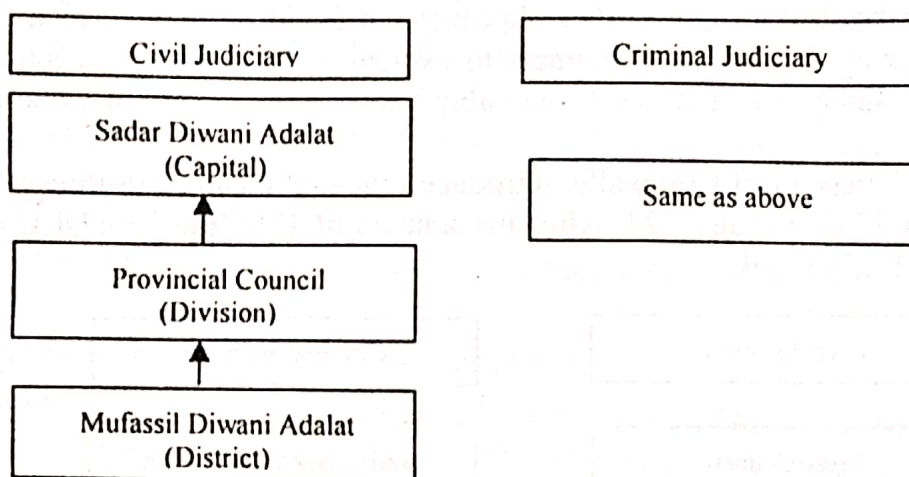 Civil Judiciary
Criminal Judiciary
Sadar Diwani Adalat
(Capital)
Same as above
Provincial Council
(Division)
Mufassil Diwani Adalat
(District)